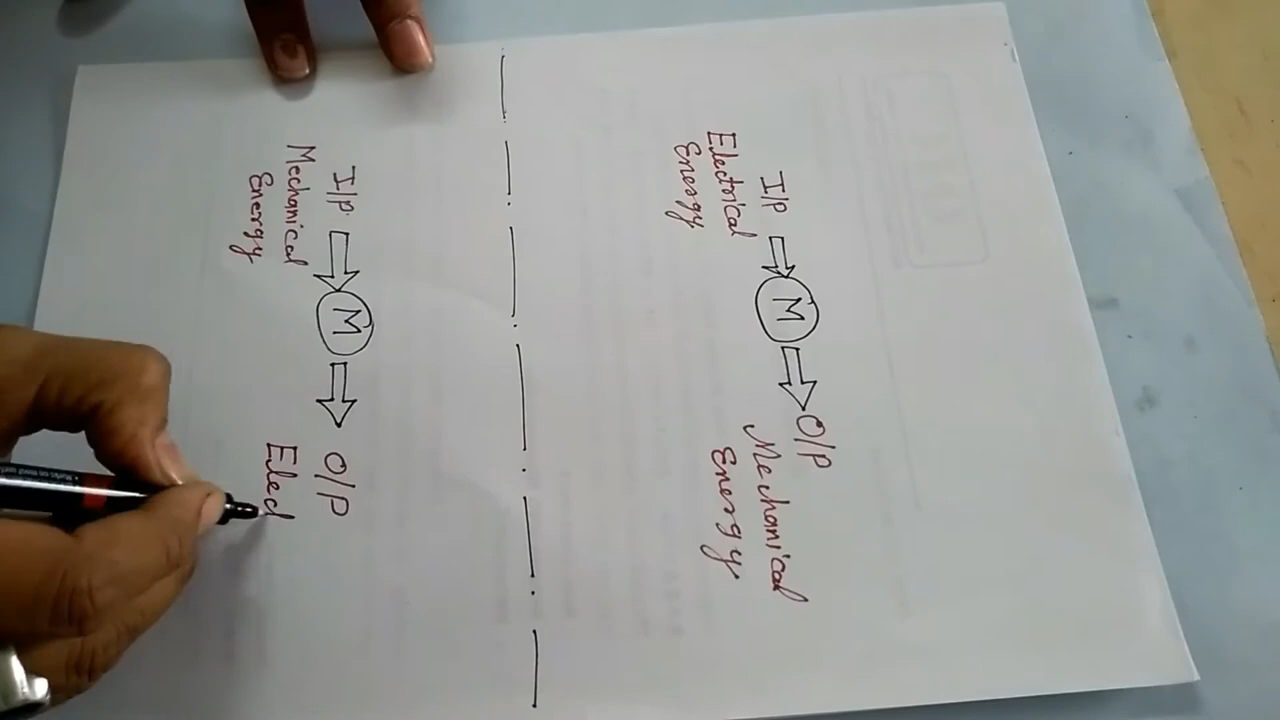 I/P
Electrical
Energy
M
O/P
Mechanical
Energy
I/P
Mechanical
Energy
M
O/P
Elect